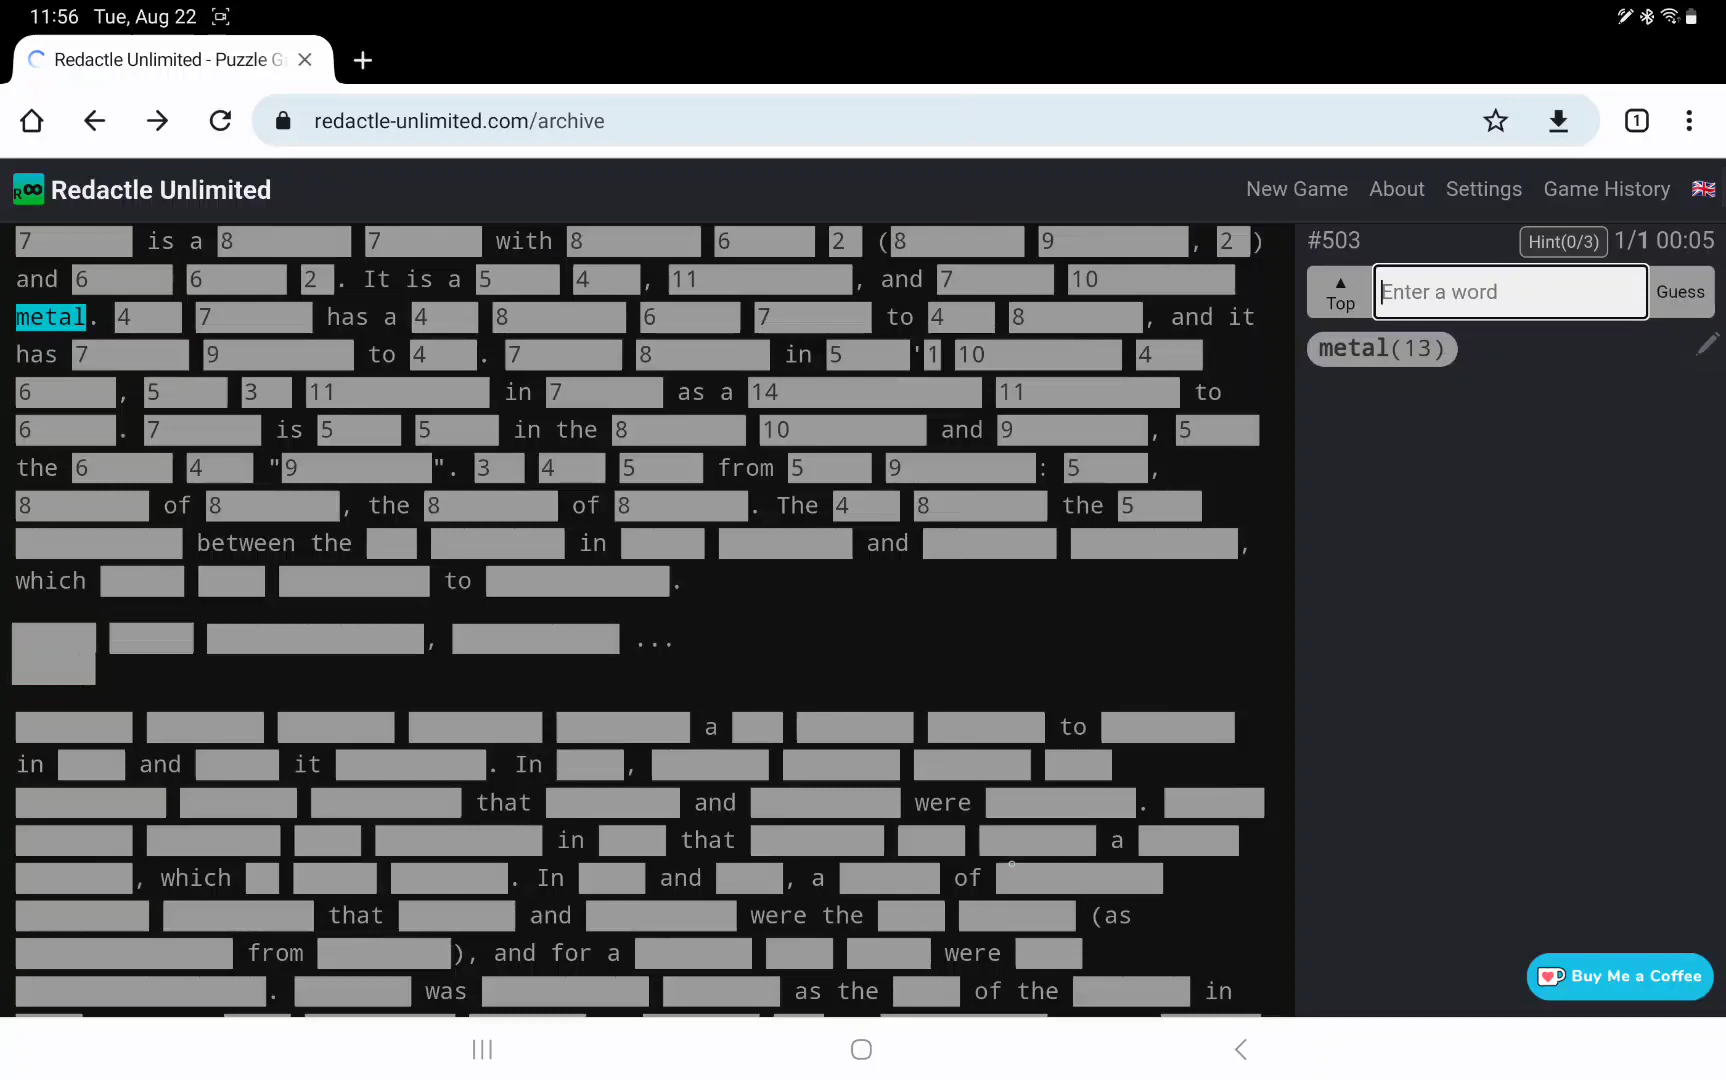 11:56 Tue, Aug 22
Redactle Unlimited - Puzzle G
redactle-unlimited.com/archive
R∞ Redactle Unlimited
New Game About Settings Game History
7 is a 8 7 with 8 6 2 (8 9, 2)
and 6 6 2. It is a 5 4, 11, and 7 10
metal. 4 7 has a 4 8 6 7 to 4 8, and it
has 7 9 to 4. 7 8 in 5'1 10 4
6, 5 3 11 in 7 as a 14 11 to
6. 7 is 5 5 in the 8 10 and 9, 5
the 6 4 "9". 3 4 5 from 5 9: 5,
8 of 8, the 8 of 8. The 4 8 the 5
between the in and ,
which to .
, ...
a to
in and it . In ,
that and were .
in that a
, which . In and , a of
that and were the (as
from ), and for a were
. was as the of the in
#503 Hint(0/3) 1/1 00:05
▲
Top
Enter a word
Guess
metal(13)
Buy Me a Coffee
1